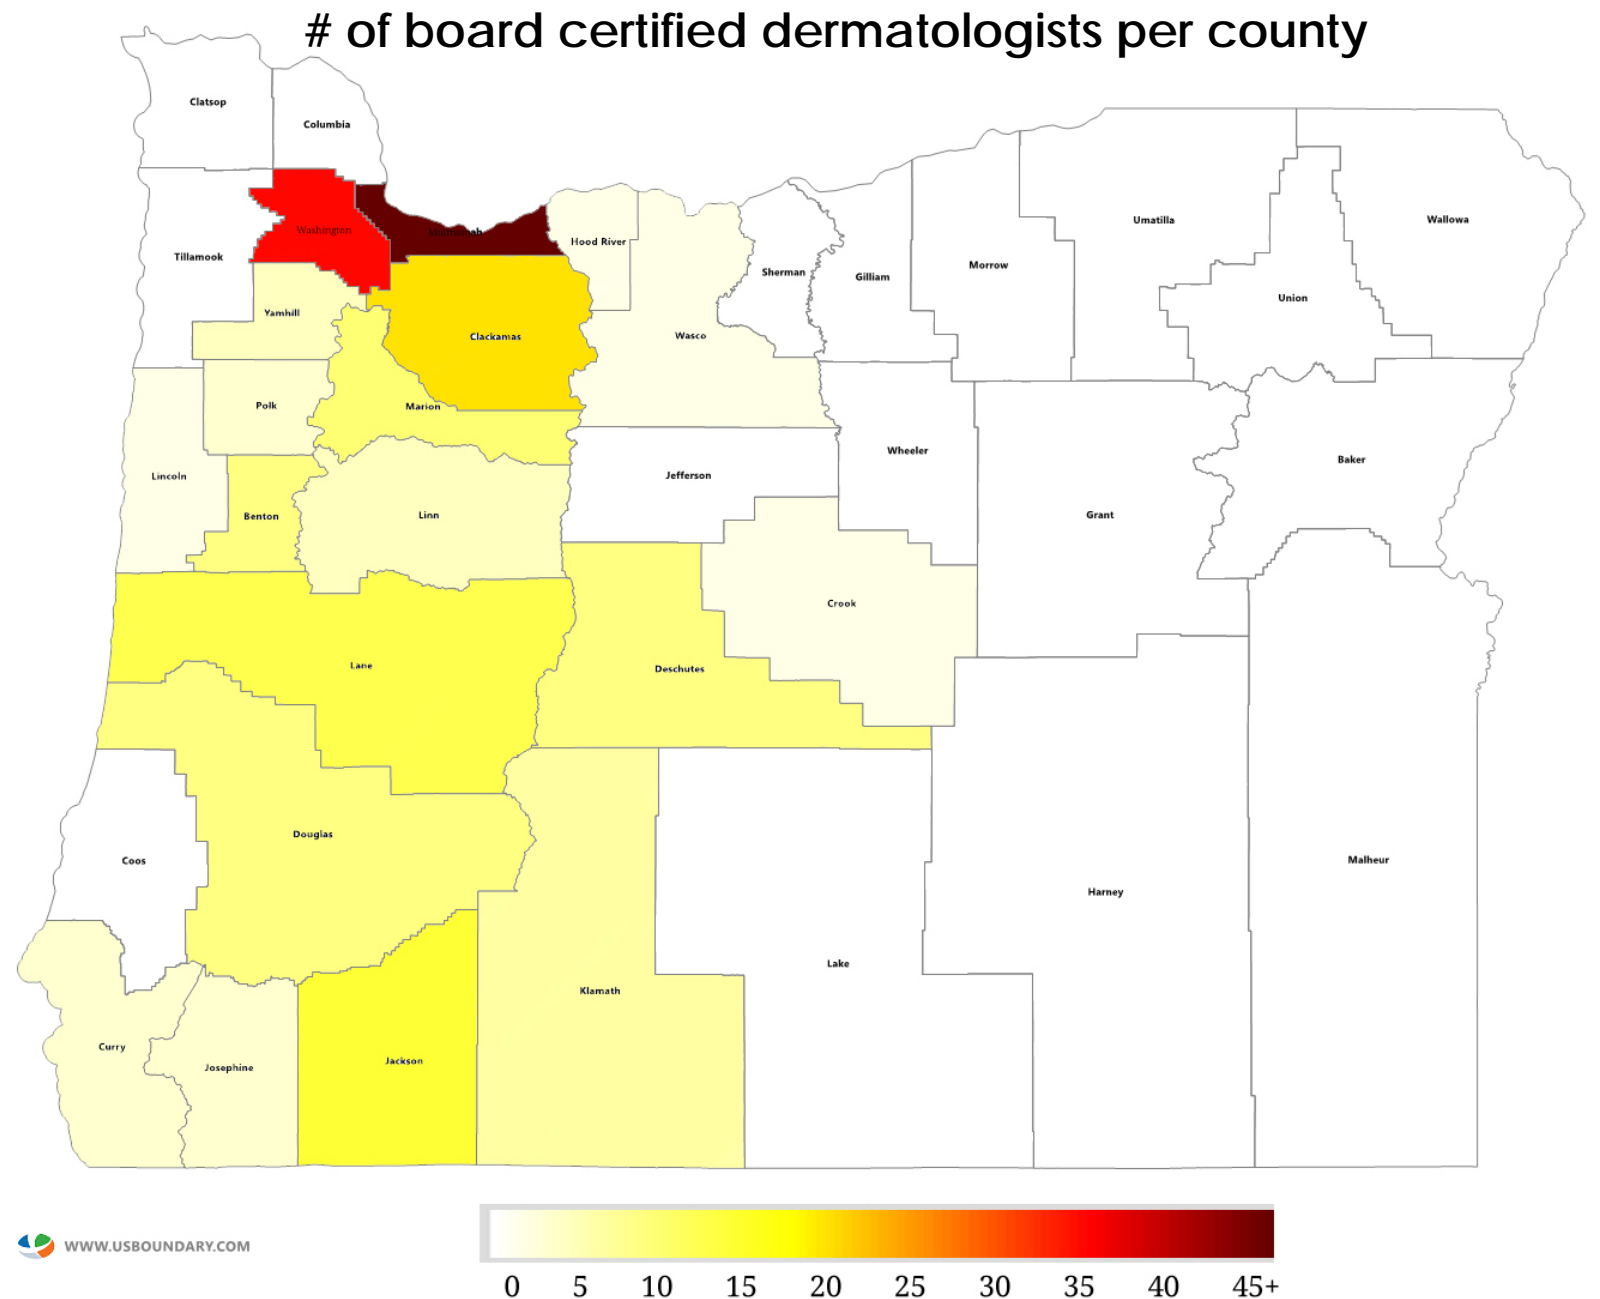 # of board certified dermatologists per county
Clatsop
Columbia
Washington
Hood River
Tillamook
Sherman
Gilliam
Morrow
Umatilla
Wallowa
Union
Yamhill
Clackamas
Wasco
Polk
Marion
Wheeler
Baker
Lincoln
Jefferson
Benton
Linn
Grant
Crook
Lane
Deschutes
Douglas
Coos
Malheur
Harney
Lake
Klamath
Curry
Josephine
Jackson
WWW.USBOUNDARY.COM
0 5 10 15 20 25 30 35 40 45+